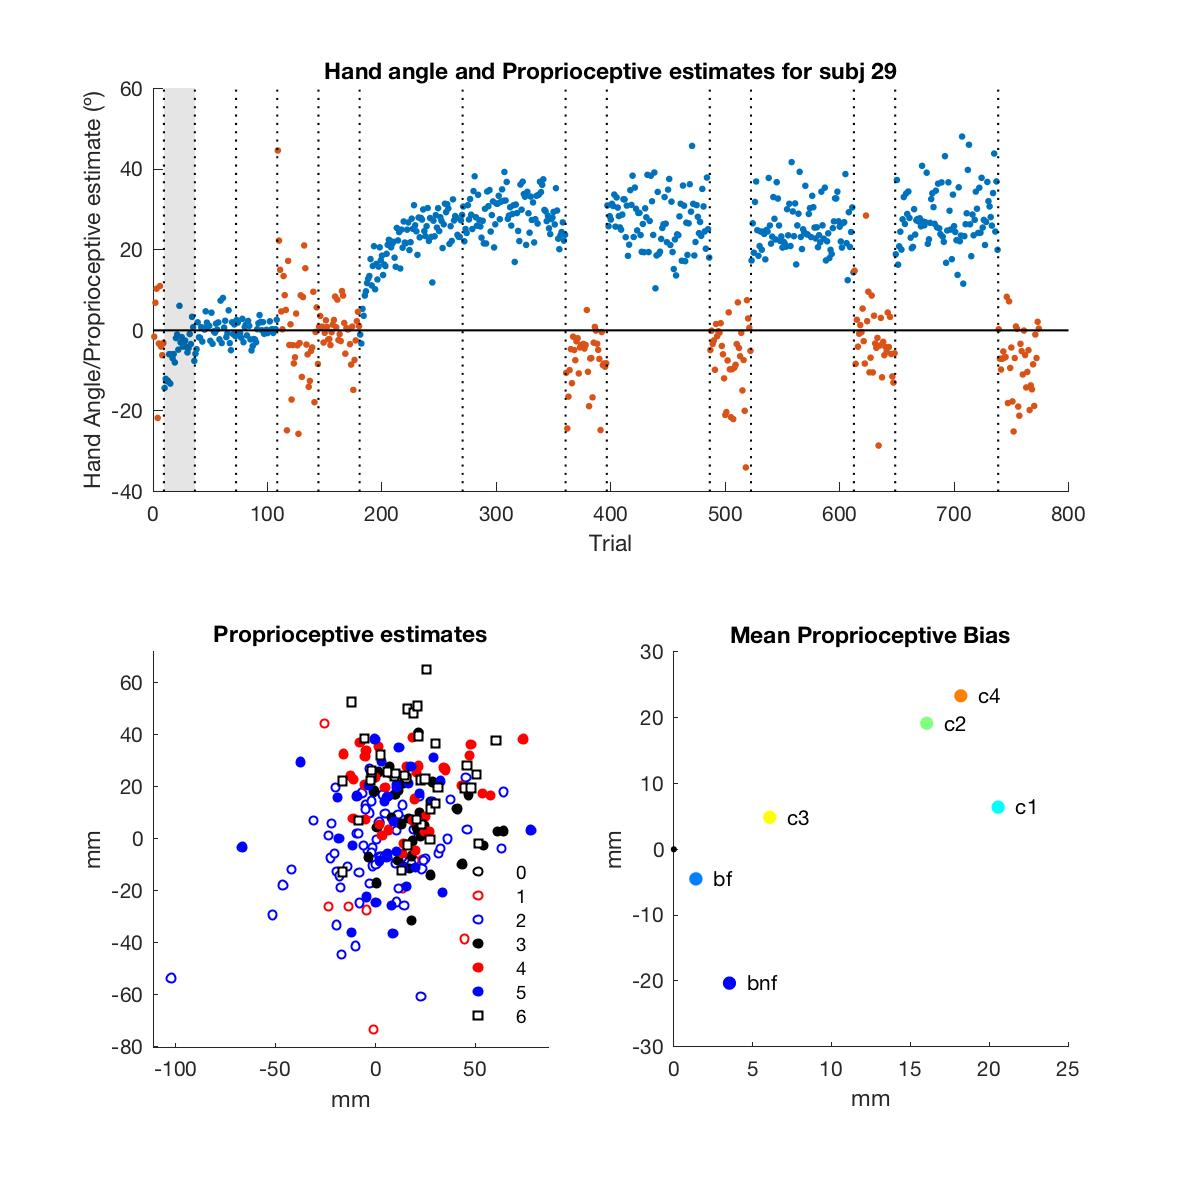 Hand angle and Proprioceptive estimates for subj 29
Hand Angle/Proprioceptive estimate (º)
60
40
20
0
-20
-40
0 100 200 300 400 500 600 700 800
Trial
Proprioceptive estimates
mm
60
40
20
0
-20
-40
-60
-80
0
1
2
3
4
5
6
-100 -50 0 50
mm
Mean Proprioceptive Bias
mm
30
20
10
0
-10
-20
-30
c4
c2
c1
c3
bf
bnf
0 5 10 15 20 25
mm